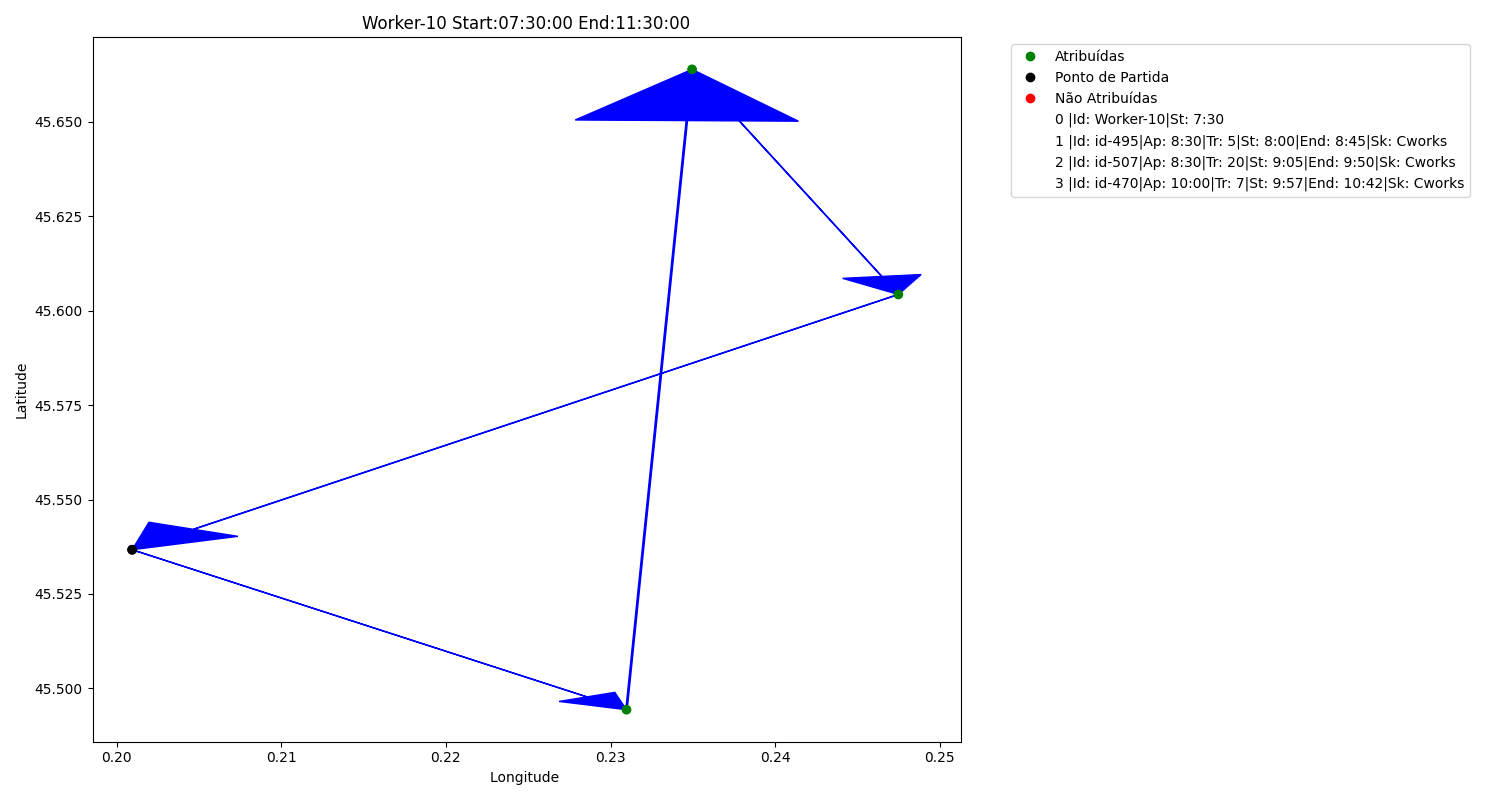 Worker-10 Start:07:30:00 End:11:30:00
Atribuídas
Ponto de Partida
Não Atribuídas
0 |Id: Worker-10|St: 7:30
1 |Id: id-495|Ap: 8:30|Tr: 5|St: 8:00|End: 8:45|Sk: Cworks
2 |Id: id-507|Ap: 8:30|Tr: 20|St: 9:05|End: 9:50|Sk: Cworks
3 |Id: id-470|Ap: 10:00|Tr: 7|St: 9:57|End: 10:42|Sk: Cworks
Latitude
45.650
45.625
45.600
45.575
45.550
45.525
45.500
0.20 0.21 0.22 0.23 0.24 0.25
Longitude